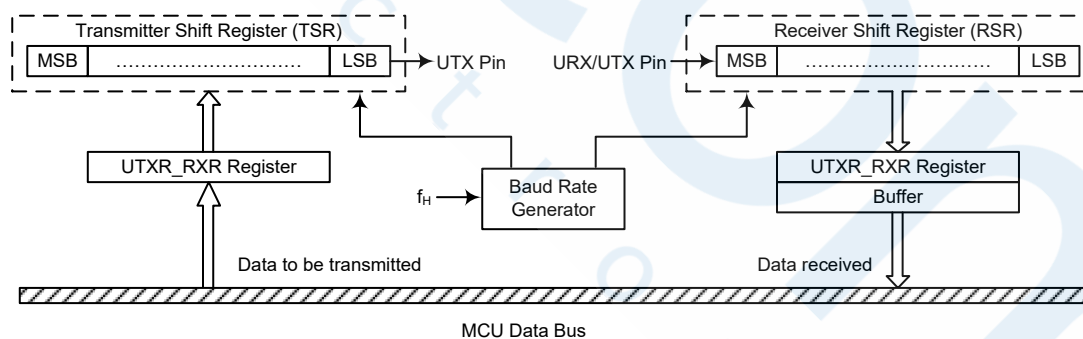 Transmitter Shift Register (TSR)
MSB ................................ LSB
UTX Pin
Receiver Shift Register (RSR)
URX/UTX Pin
MSB ................................ LSB
UTXR_RXR Register
Baud Rate
Generator
fH
UTXR_RXR Register
Buffer
Data to be transmitted
Data received
MCU Data Bus